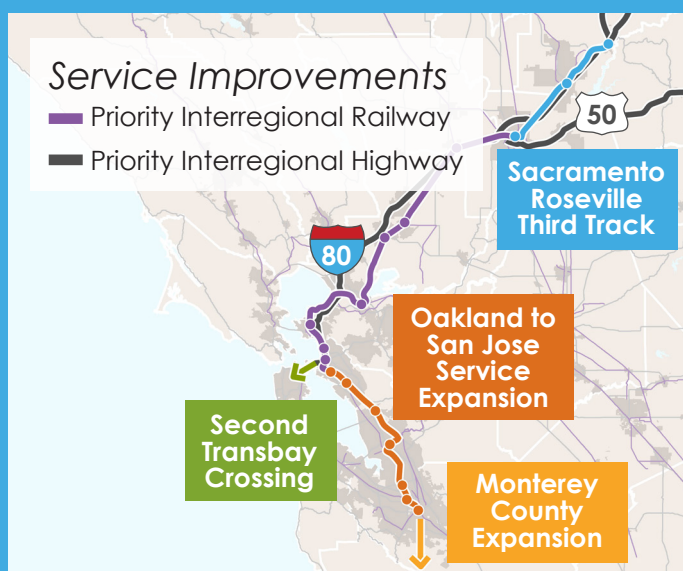 Service Improvements
Priority Interregional Railway
Priority Interregional Highway
50
Sacramento
Roseville
Third Track
80
Oakland to
San Jose
Service
Expansion
Second
Transbay
Crossing
Monterey
County
Expansion